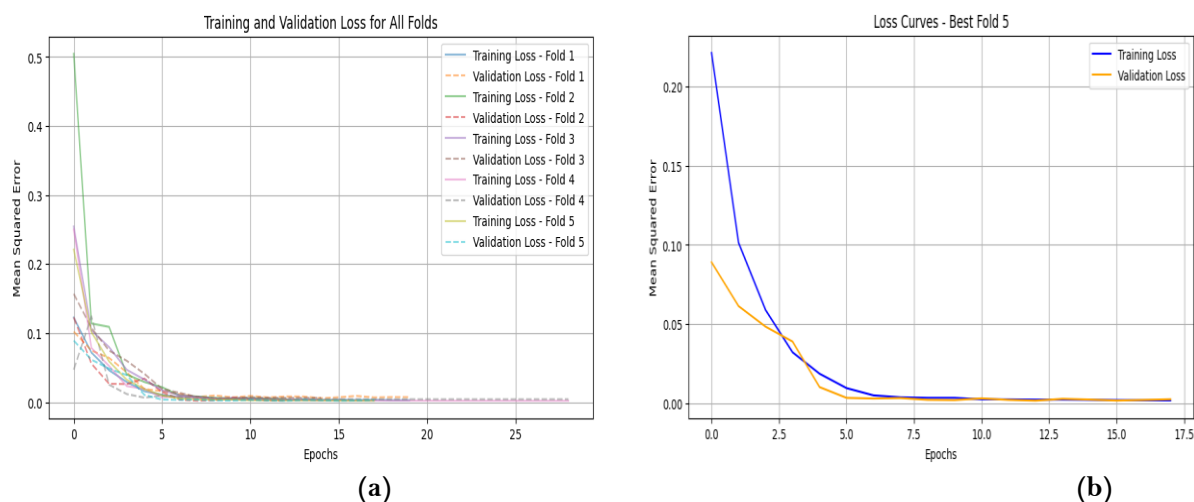 Training and Validation Loss for All Folds
Mean Squared Error
0.5
0.4
0.3
0.2
0.1
0.0
Training Loss - Fold 1
Validation Loss - Fold 1
Training Loss - Fold 2
Validation Loss - Fold 2
Training Loss - Fold 3
Validation Loss - Fold 3
Training Loss - Fold 4
Validation Loss - Fold 4
Training Loss - Fold 5
Validation Loss - Fold 5
0 5 10 15 20 25
Epochs
(a)
Loss Curves - Best Fold 5
Mean Squared Error
0.20
0.15
0.10
0.05
0.00
Training Loss
Validation Loss
0.0 2.5 5.0 7.5 10.0 12.5 15.0 17.5
Epochs
(b)